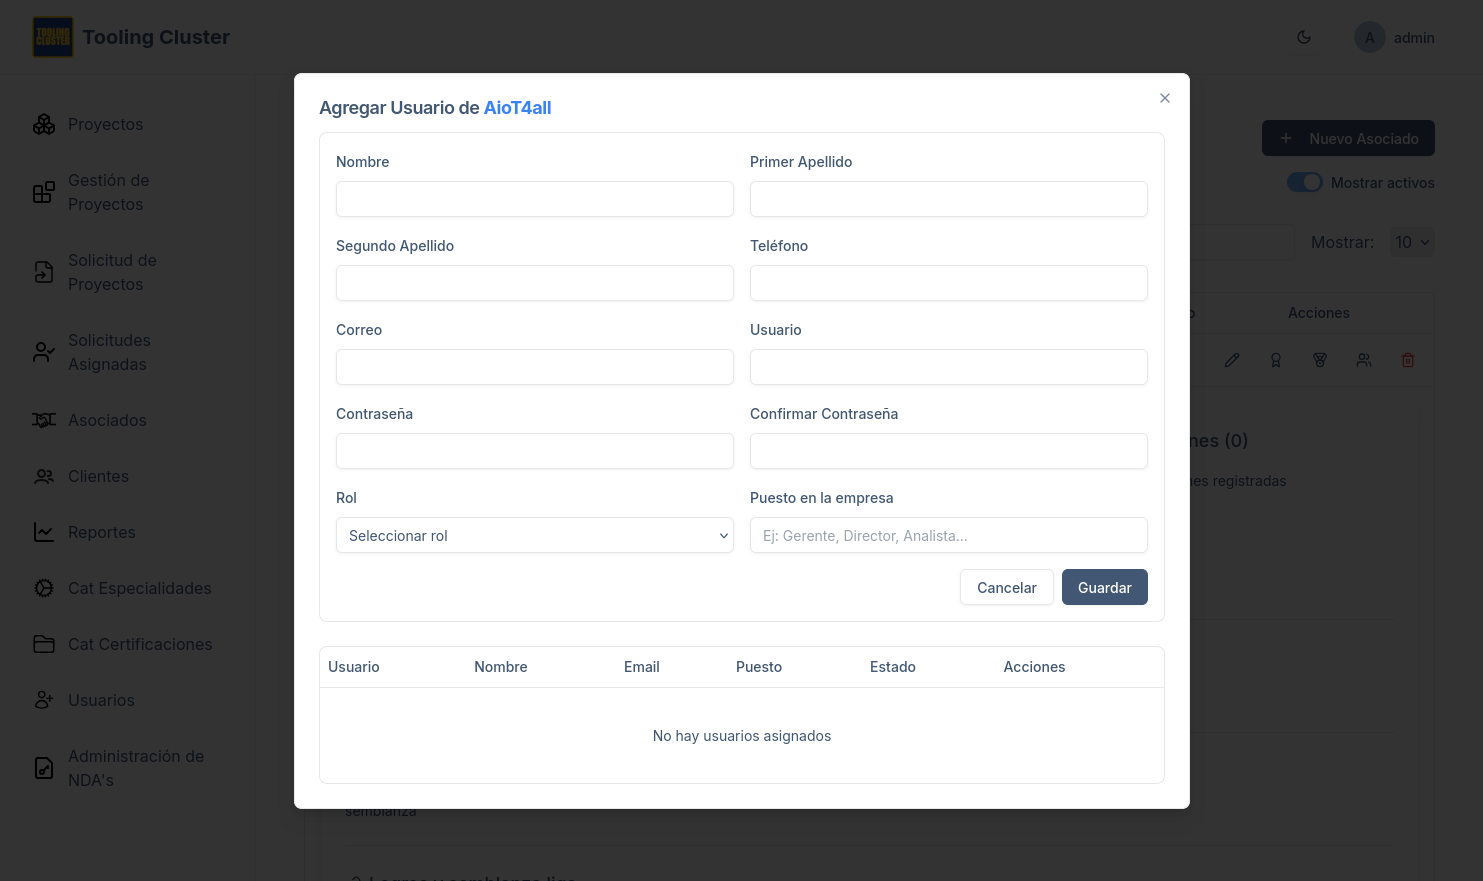 TOOLING
CLUSTER
Tooling Cluster
A
admin
Proyectos
Gestión de
Proyectos
Solicitud de
Proyectos
Solicitudes
Asignadas
Asociados
Clientes
Reportes
Cat Especialidades
Cat Certificaciones
Usuarios
Administración de
NDA's
Nuevo Asociado
Mostrar activos
Mostrar: 10
Acciones
nes (0)
nes registradas
Agregar Usuario de AioT4all
Nombre
Primer Apellido
Segundo Apellido
Teléfono
Correo
Usuario
Contraseña
Confirmar Contraseña
Rol
Puesto en la empresa
Seleccionar rol
Ej: Gerente, Director, Analista...
Cancelar
Guardar
Usuario Nombre Email Puesto Estado Acciones
No hay usuarios asignados
semblanza